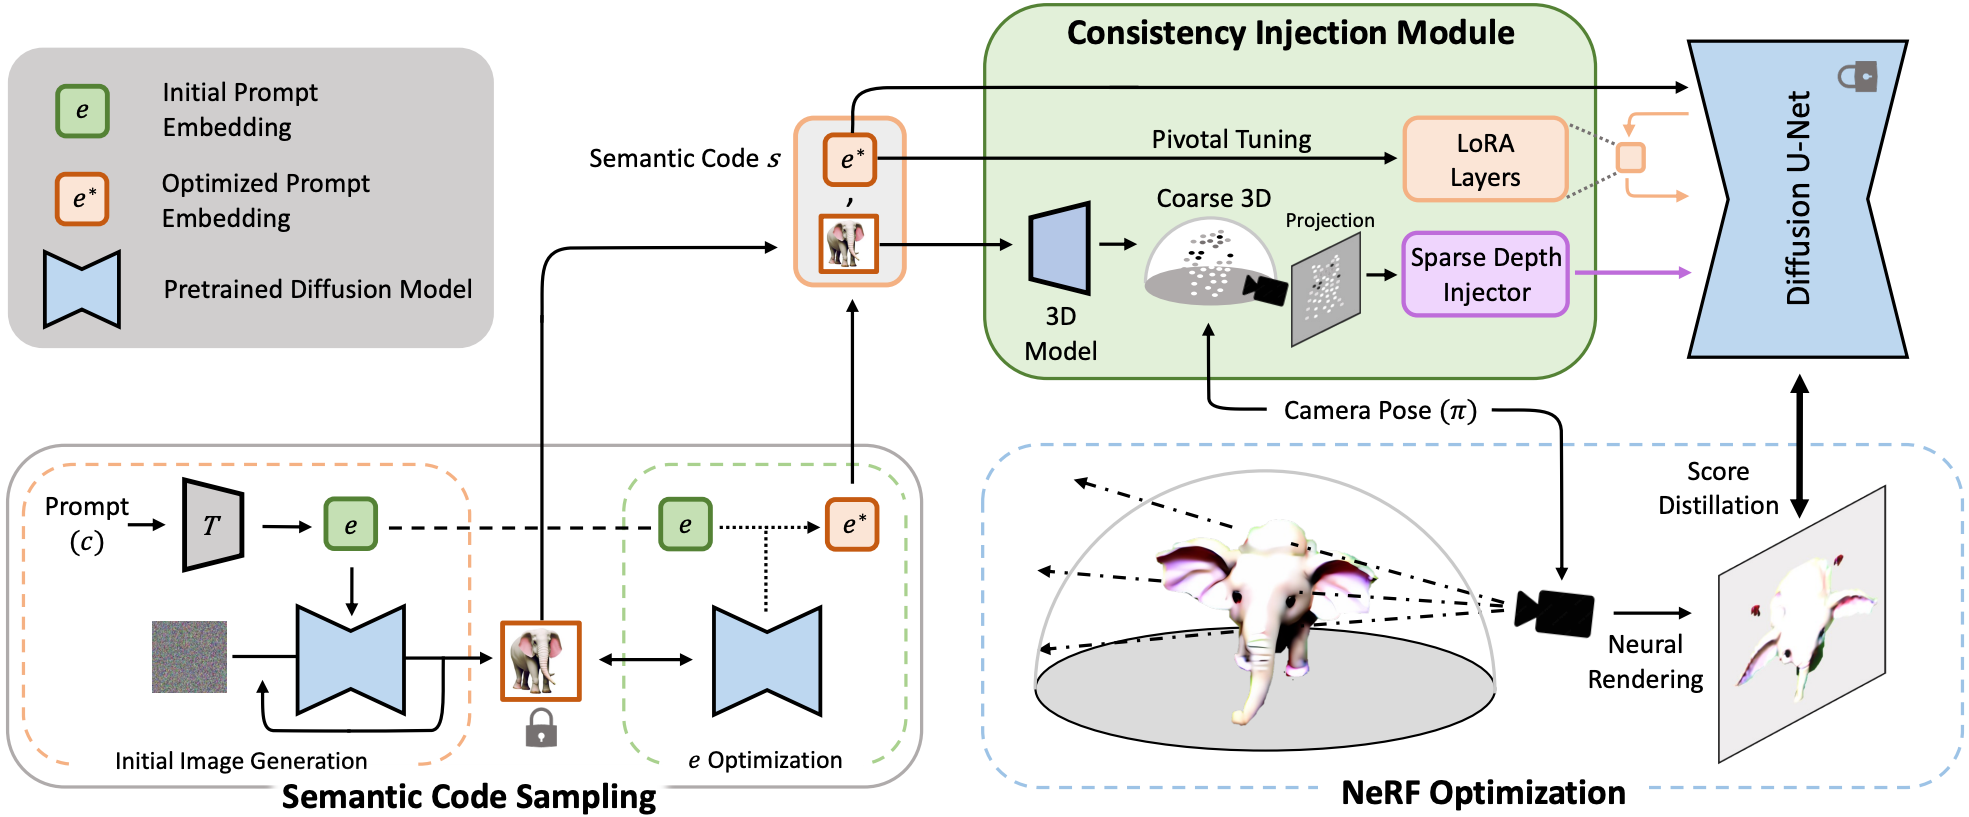 e
Initial Prompt
Embedding
e*
Optimized Prompt
Embedding
Pretrained Diffusion Model
Semantic Code s
e*
,
Consistency Injection Module
Pivotal Tuning
LoRA
Layers
Coarse 3D
Projection
3D
Model
Sparse Depth
Injector
Diffusion U-Net
Camera Pose (π)
Prompt
(c)
T
e
e
e*
Initial Image Generation
e Optimization
Semantic Code Sampling
Score
Distillation
Neural
Rendering
NeRF Optimization